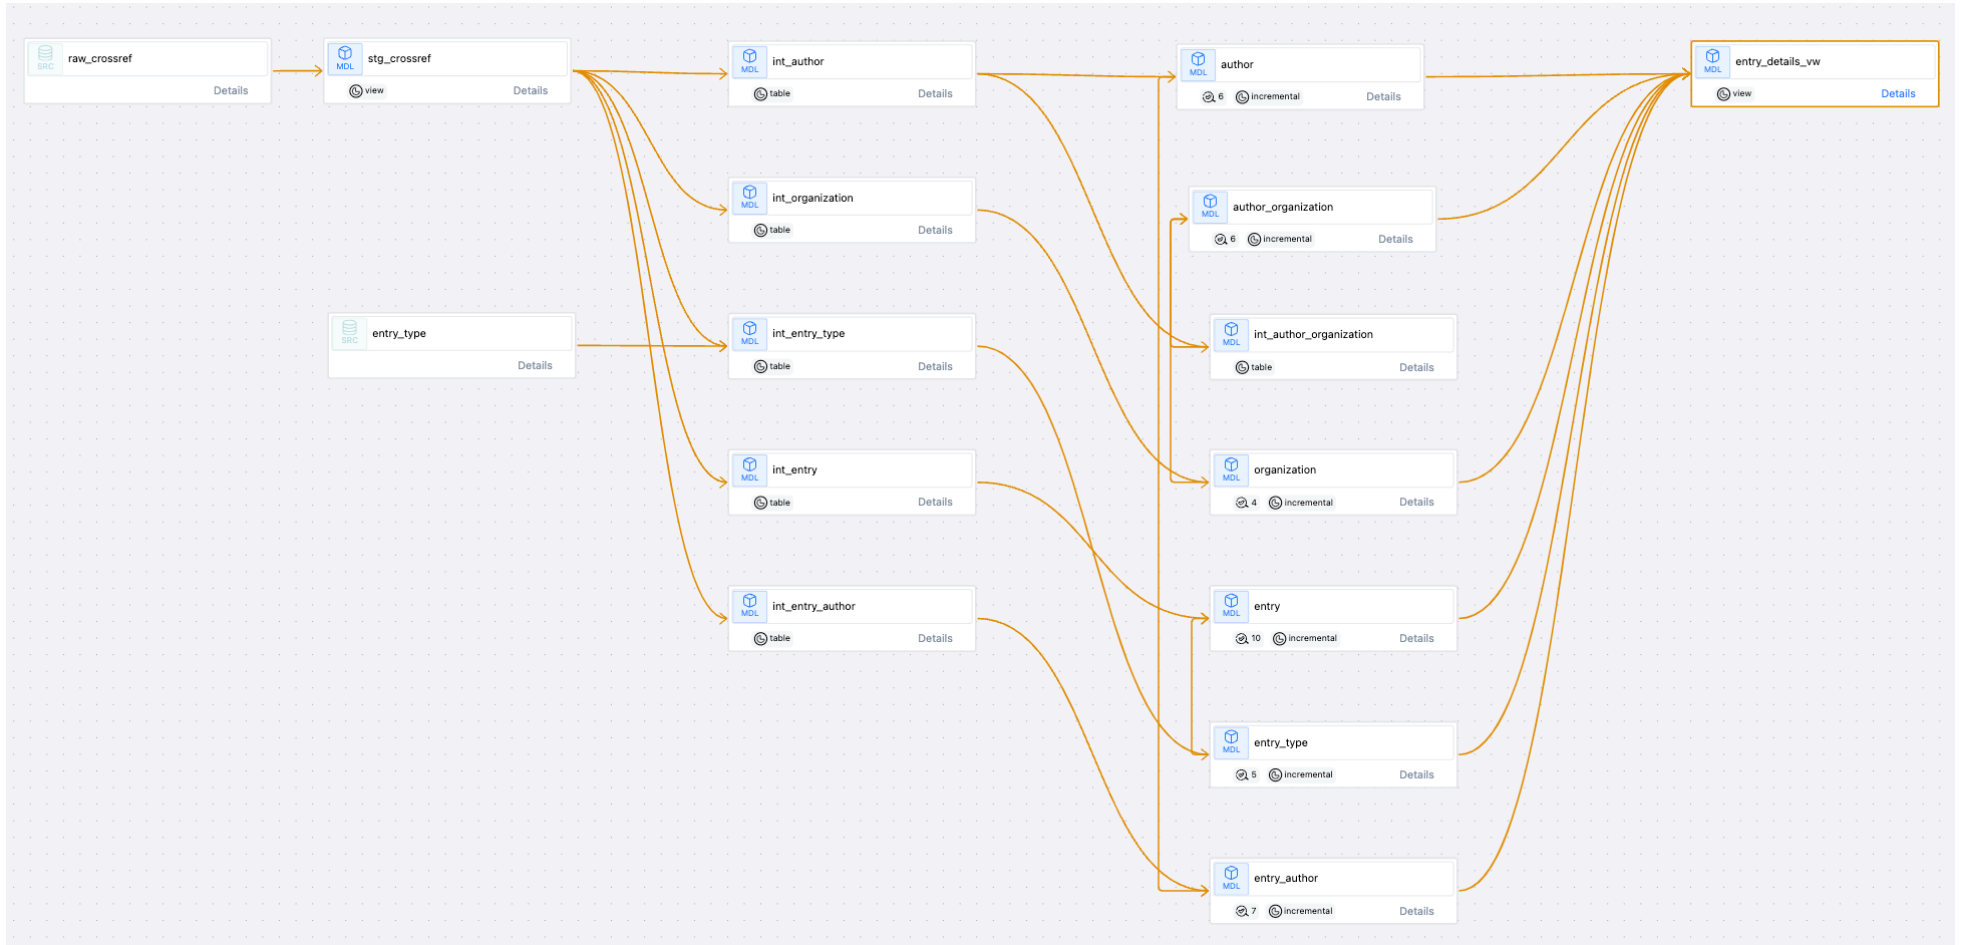 raw_crossref
SRC
Details
stg_crossref
MDL
view
Details
int_author
MDL
table
Details
author
MDL
6 incremental
Details
entry_details_vw
MDL
view
Details
int_organization
MDL
table
Details
author_organization
MDL
6 incremental
Details
entry_type
SRC
Details
int_entry_type
MDL
table
Details
int_author_organization
MDL
table
Details
int_entry
MDL
table
Details
organization
MDL
4 incremental
Details
int_entry_author
MDL
table
Details
entry
MDL
10 incremental
Details
entry_type
MDL
5 incremental
Details
entry_author
MDL
7 incremental
Details